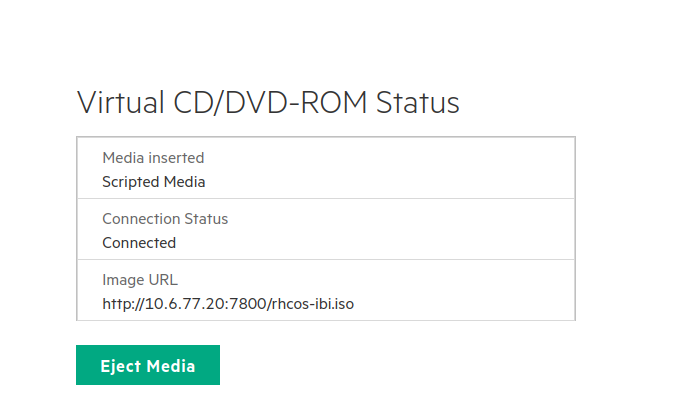 Virtual CD/DVD-ROM Status
Media inserted
Scripted Media
Connection Status
Connected
Image URL
http://10.6.77.20:7800/rhcos-ibi.iso
Eject Media